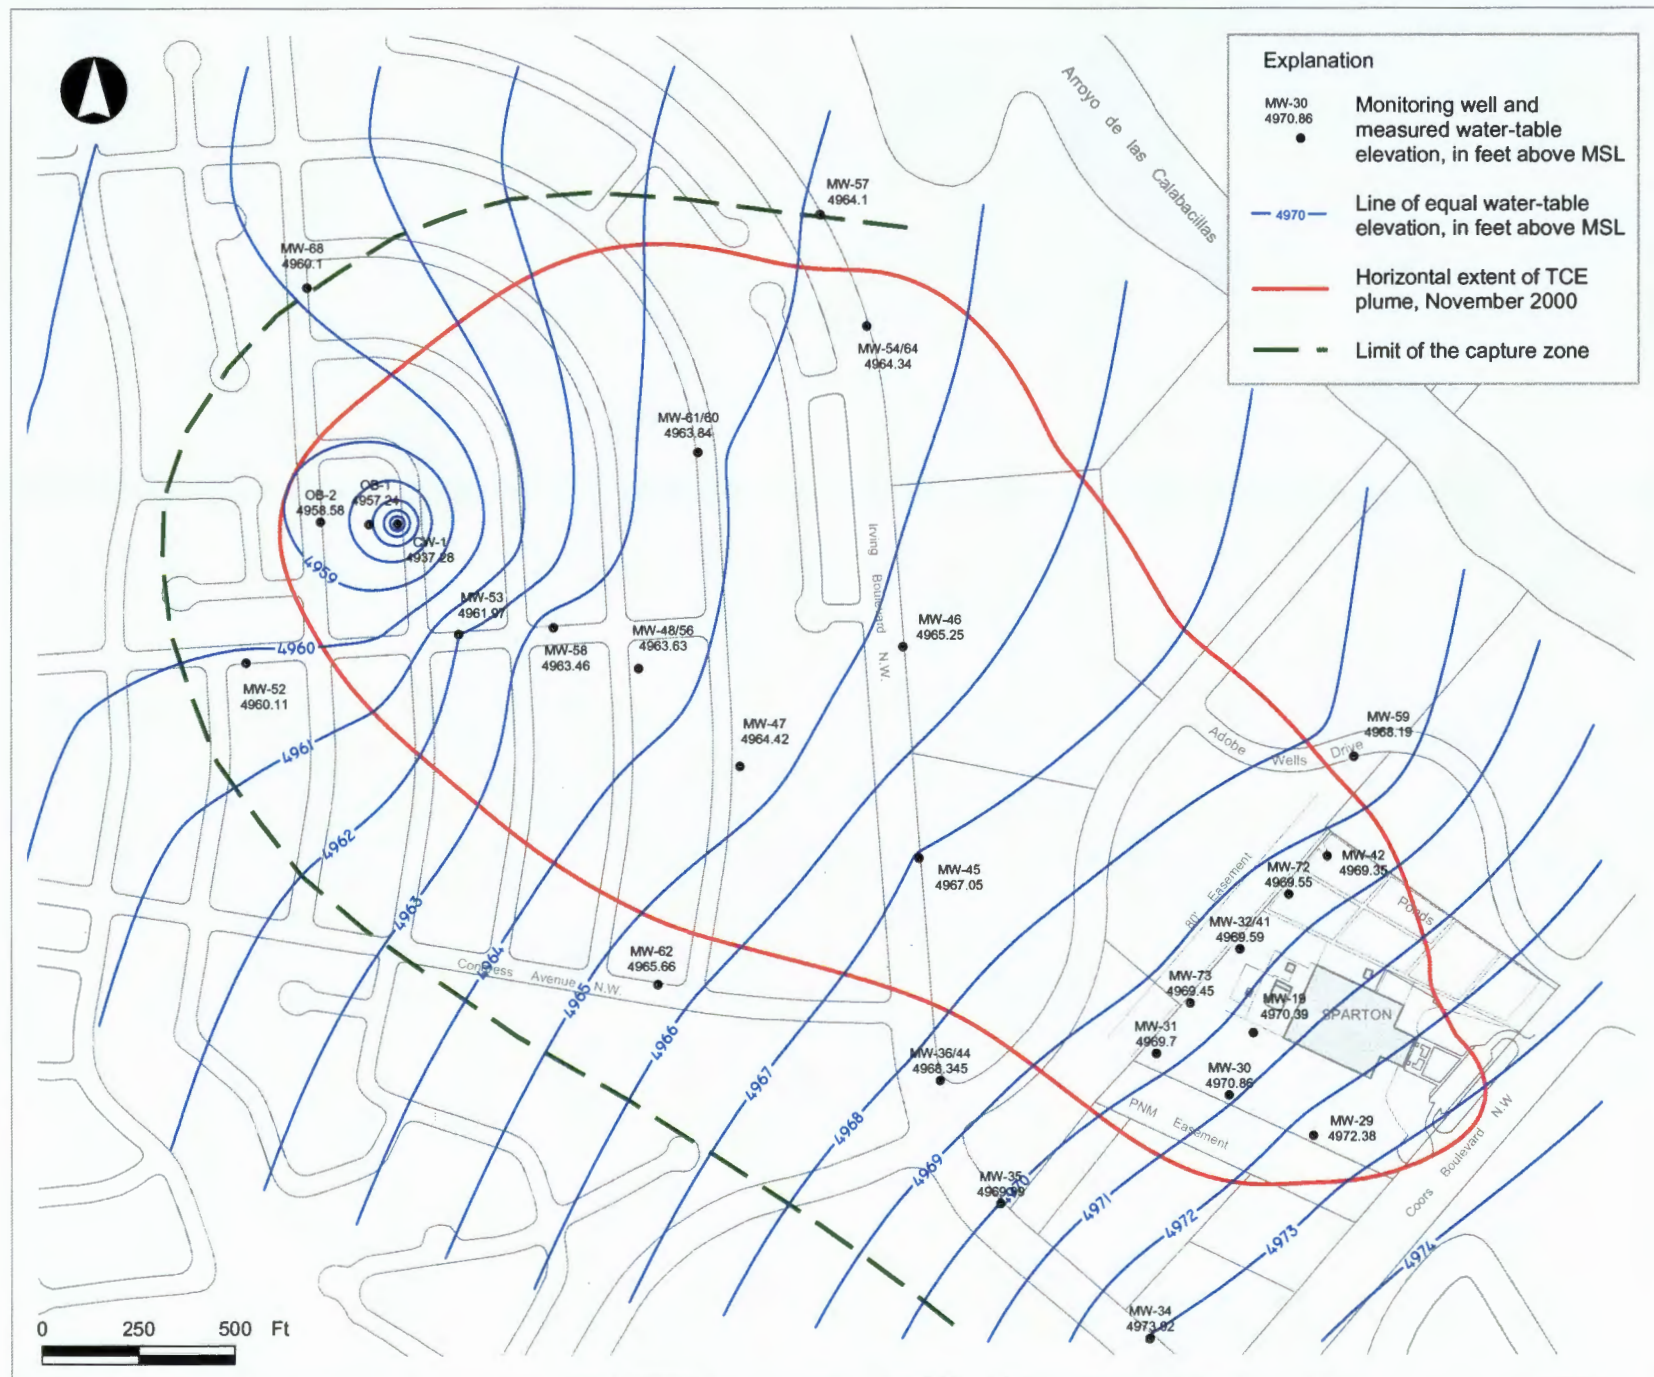 Explanation
MW-30
4970.86
Monitoring well and
measured water-table
elevation, in feet above MSL
4970
Line of equal water-table
elevation, in feet above MSL
Horizontal extent of TCE
plume, November 2000
Limit of the capture zone
Arroyo de las Calabacillas
MW-57
4964.1
MW-68
4960.1
MW-54/64
4964.34
MW-61/60
4963.84
OB-1
4957.24
OB-2
4958.58
CW-1
4937.28
4959
Irving Boulevard N.W.
MW-53
4961.97
MW-46
4965.25
MW-48/56
4963.63
MW-58
4963.46
4960
MW-52
4960.11
MW-59
4968.19
MW-47
4964.42
Adobe Wells Drive
4961
4962
MW-45
4967.05
80' Easement
MW-72
4969.55
MW-42
4969.35
Ponds
4963
MW-32/41
4969.59
MW-62
4965.66
4964
Congress Avenue N.W.
4965
MW-73
4969.45
MW-19
4970.39
SPARTON
4966
MW-31
4969.7
MW-36/44
4968.345
MW-30
4970.86
4967
PNM Easement
MW-29
4972.38
4968
Coors Boulevard N.W
4969
MW-35
4969.99
4970
4971
4972
4973
4974
MW-34
4973.92
0 250 500 Ft